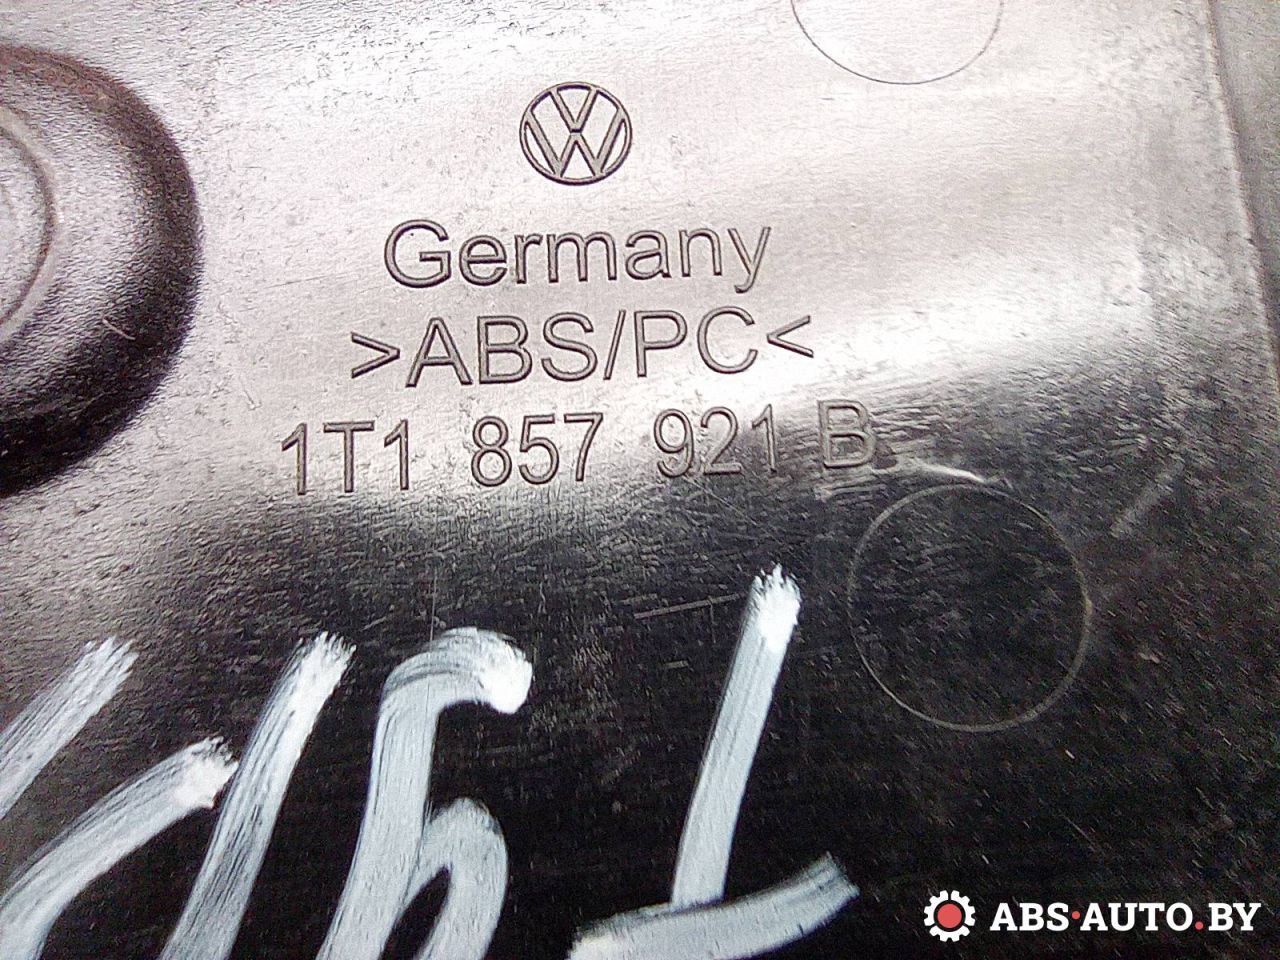 Germany
>ABS/PC<
1T1 857 921 B
ABS·AUTO.BY